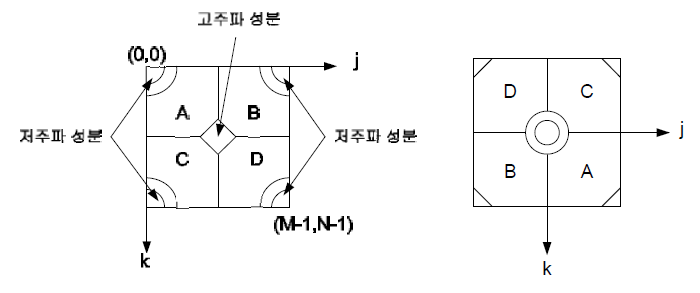 고주파 성분
(0,0)
j
A B
저주파 성분 저주파 성분
C D
(M-1,N-1)
k
D C
j
B A
k